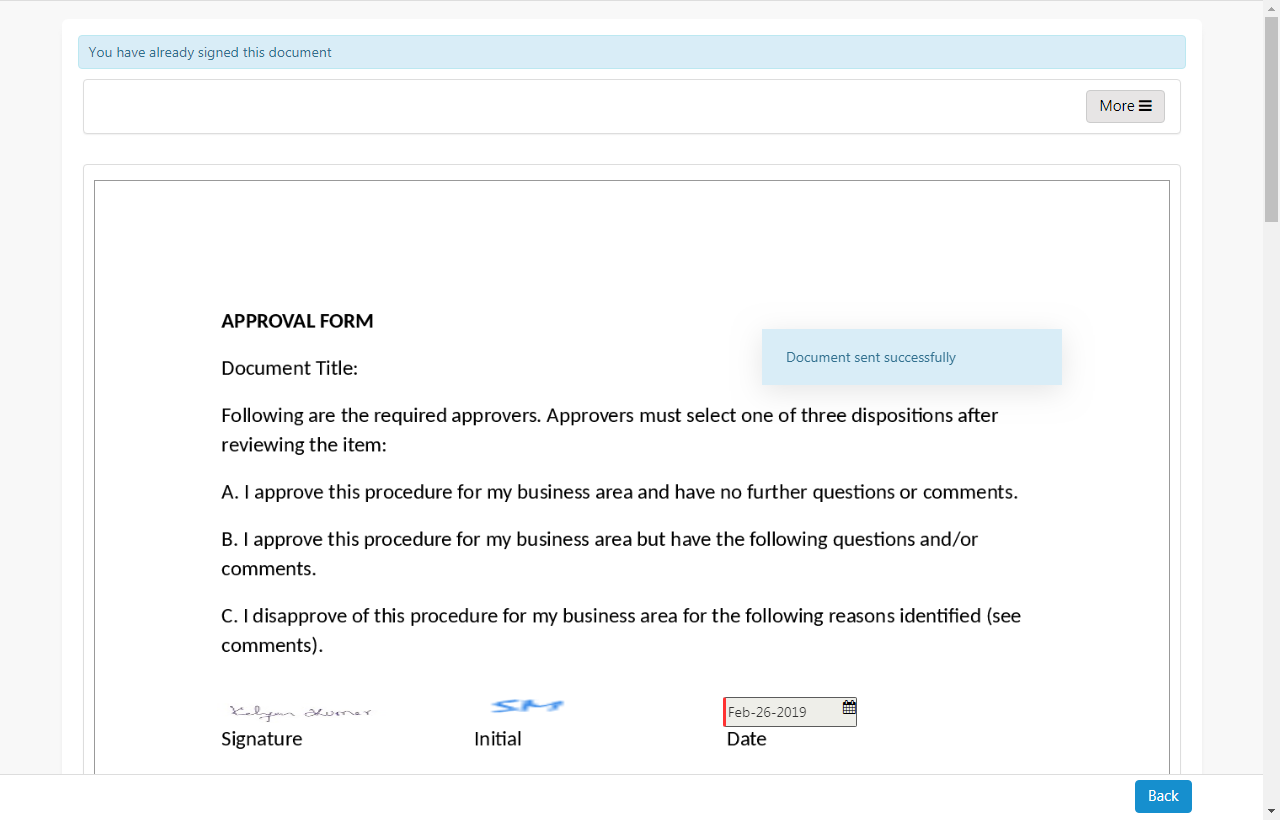 You have already signed this document
More
APPROVAL FORM
Document sent successfully
Document Title:
Following are the required approvers. Approvers must select one of three dispositions after
reviewing the item:
A. I approve this procedure for my business area and have no further questions or comments.
B. I approve this procedure for my business area but have the following questions and/or
comments.
C. I disapprove of this procedure for my business area for the following reasons identified (see
comments).
Kalyan Kumar SM Feb-26-2019
Signature Initial Date
Back